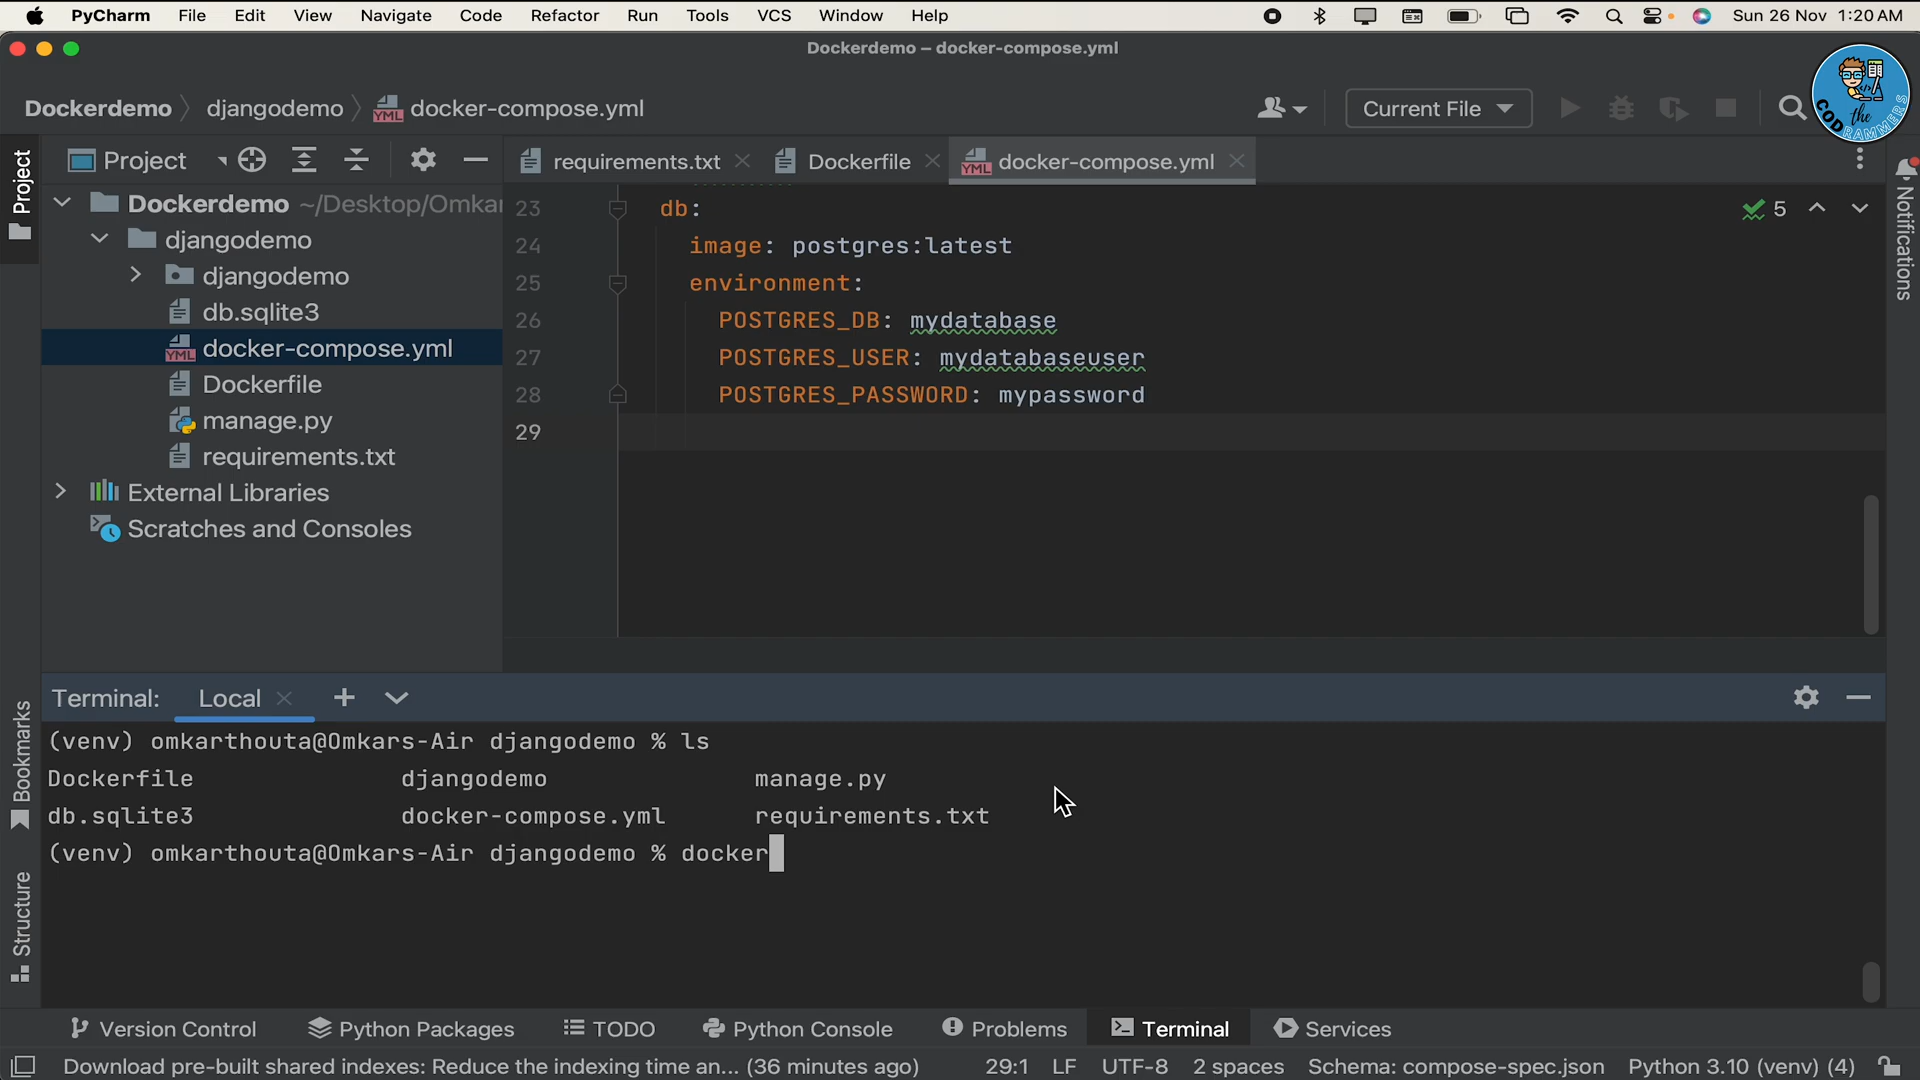 PyCharm File Edit View Navigate Code Refactor Run Tools VCS Window Help Sun 26 Nov 1:20 AM
Dockerdemo – docker-compose.yml
Dockerdemo djangodemo docker-compose.yml Current File
the CODRAMMERS
Project
Project
requirements.txt Dockerfile docker-compose.yml
Notifications
Dockerdemo ~/Desktop/Omkar
djangodemo
djangodemo
db.sqlite3
docker-compose.yml
Dockerfile
manage.py
requirements.txt
External Libraries
Scratches and Consoles
23 db:
24 image: postgres:latest
25 environment:
26 POSTGRES_DB: mydatabase
27 POSTGRES_USER: mydatabaseuser
28 POSTGRES_PASSWORD: mypassword
29
5
Bookmarks
Structure
Terminal: Local
(venv) omkarthouta@Omkars-Air djangodemo % ls
Dockerfile djangodemo manage.py
db.sqlite3 docker-compose.yml requirements.txt
(venv) omkarthouta@Omkars-Air djangodemo % docker
Version Control Python Packages TODO Python Console Problems Terminal Services
Download pre-built shared indexes: Reduce the indexing time an... (36 minutes ago) 29:1 LF UTF-8 2 spaces Schema: compose-spec.json Python 3.10 (venv) (4)